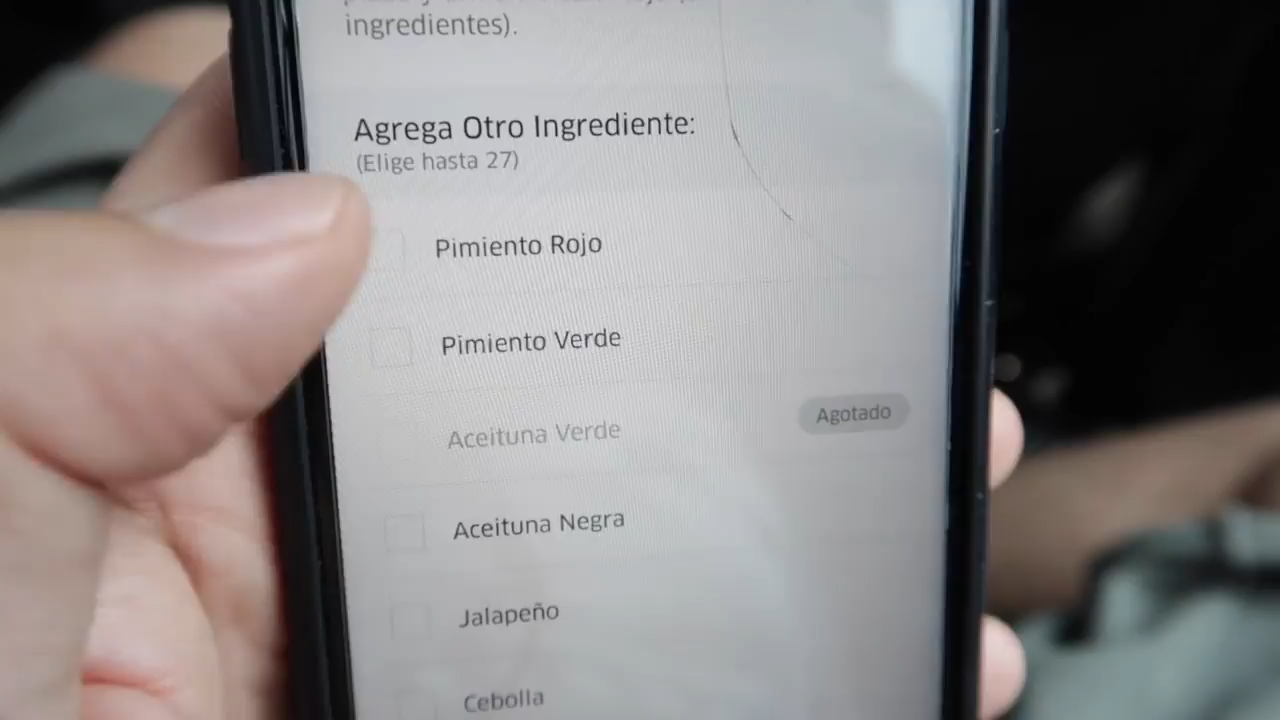 ingredientes).
Agrega Otro Ingrediente:
(Elige hasta 27)
Pimiento Rojo
Pimiento Verde
Aceituna Verde
Agotado
Aceituna Negra
Jalapeño
Cebolla